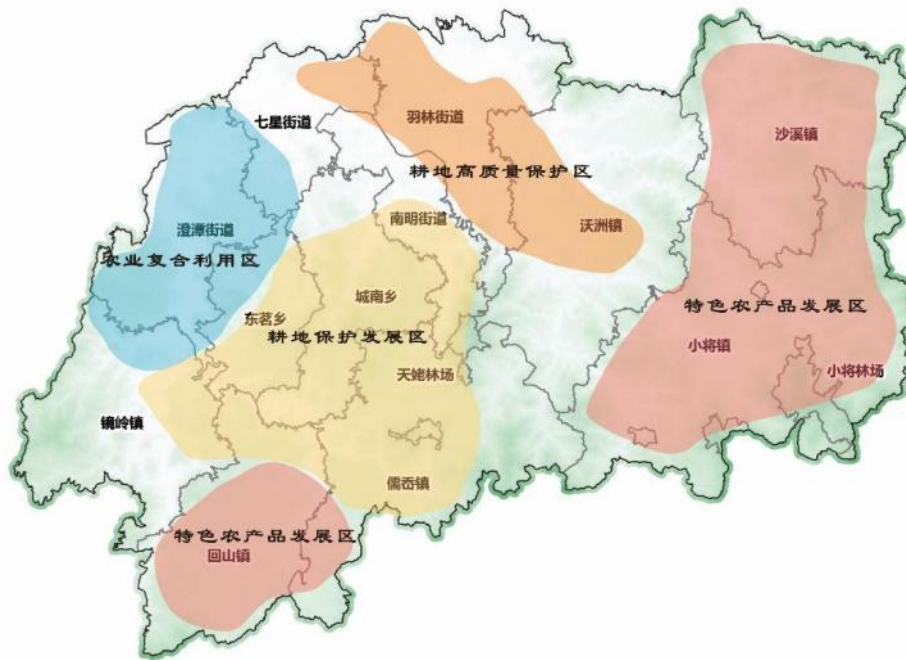 七星街道
羽林街道
沙溪镇
耕地高质量保护区
南明街道
沃洲镇
澄潭街道
农业复合利用区
城南乡
特色农产品发展区
东茗乡
耕地保护发展区
小将镇
天姥林场
小将林场
镜岭镇
儒岙镇
特色农产品发展区
回山镇